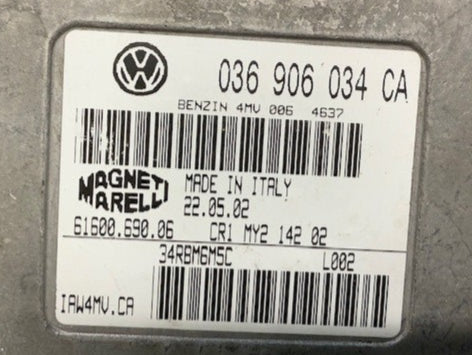 036 906 034 CA
BENZIN 4MV 006 4637
MAGNETI MARELLI
MADE IN ITALY
22.05.02
61600.690.06 CR1 MY2 142 02
34RBM6M5C L002
IAW4MV.CA